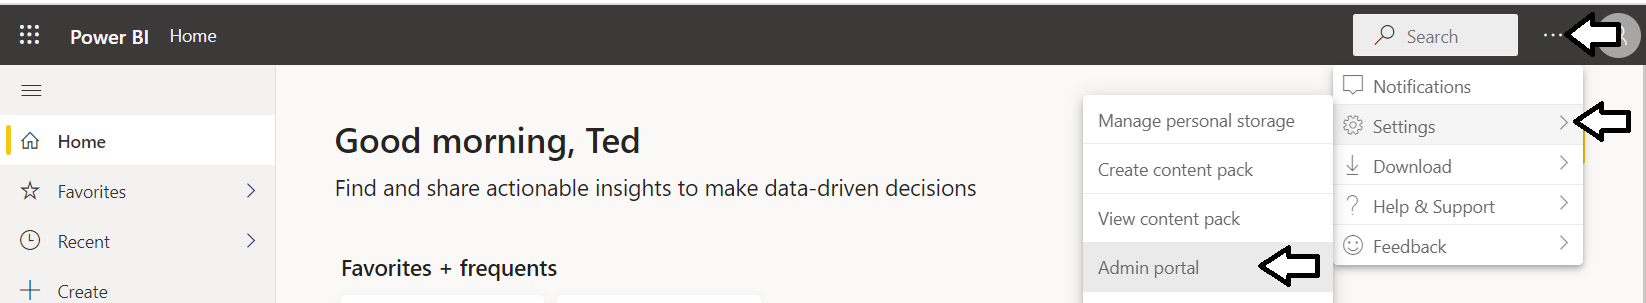 Power BI Home
Search
Home
Favorites
Recent
Create
Good morning, Ted
Find and share actionable insights to make data-driven decisions
Favorites + frequents
Manage personal storage
Create content pack
View content pack
Admin portal
Notifications
Settings
Download
Help & Support
Feedback